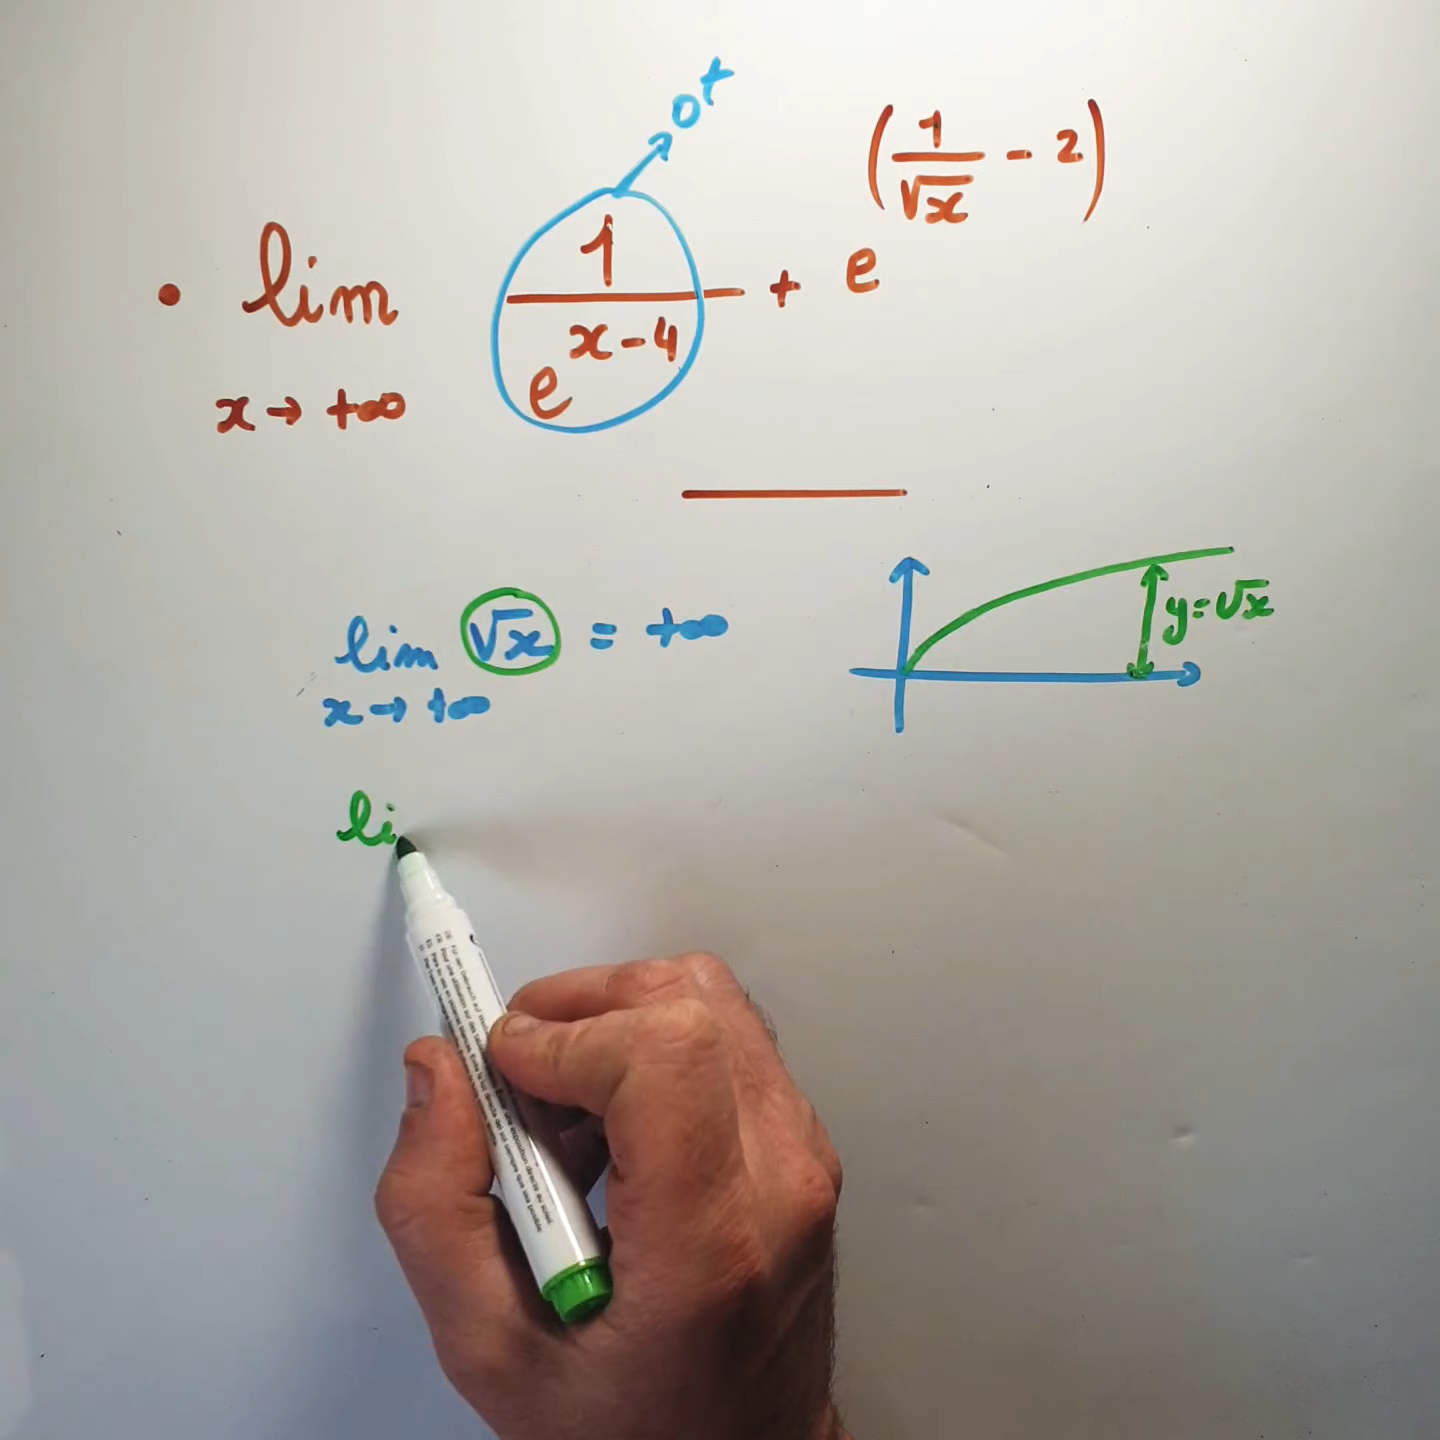 0⁺
• lim 1/e^(x-4) + e^(1/√x - 2)
x → +∞
lim √x = +∞
x → +∞
y = √x
li